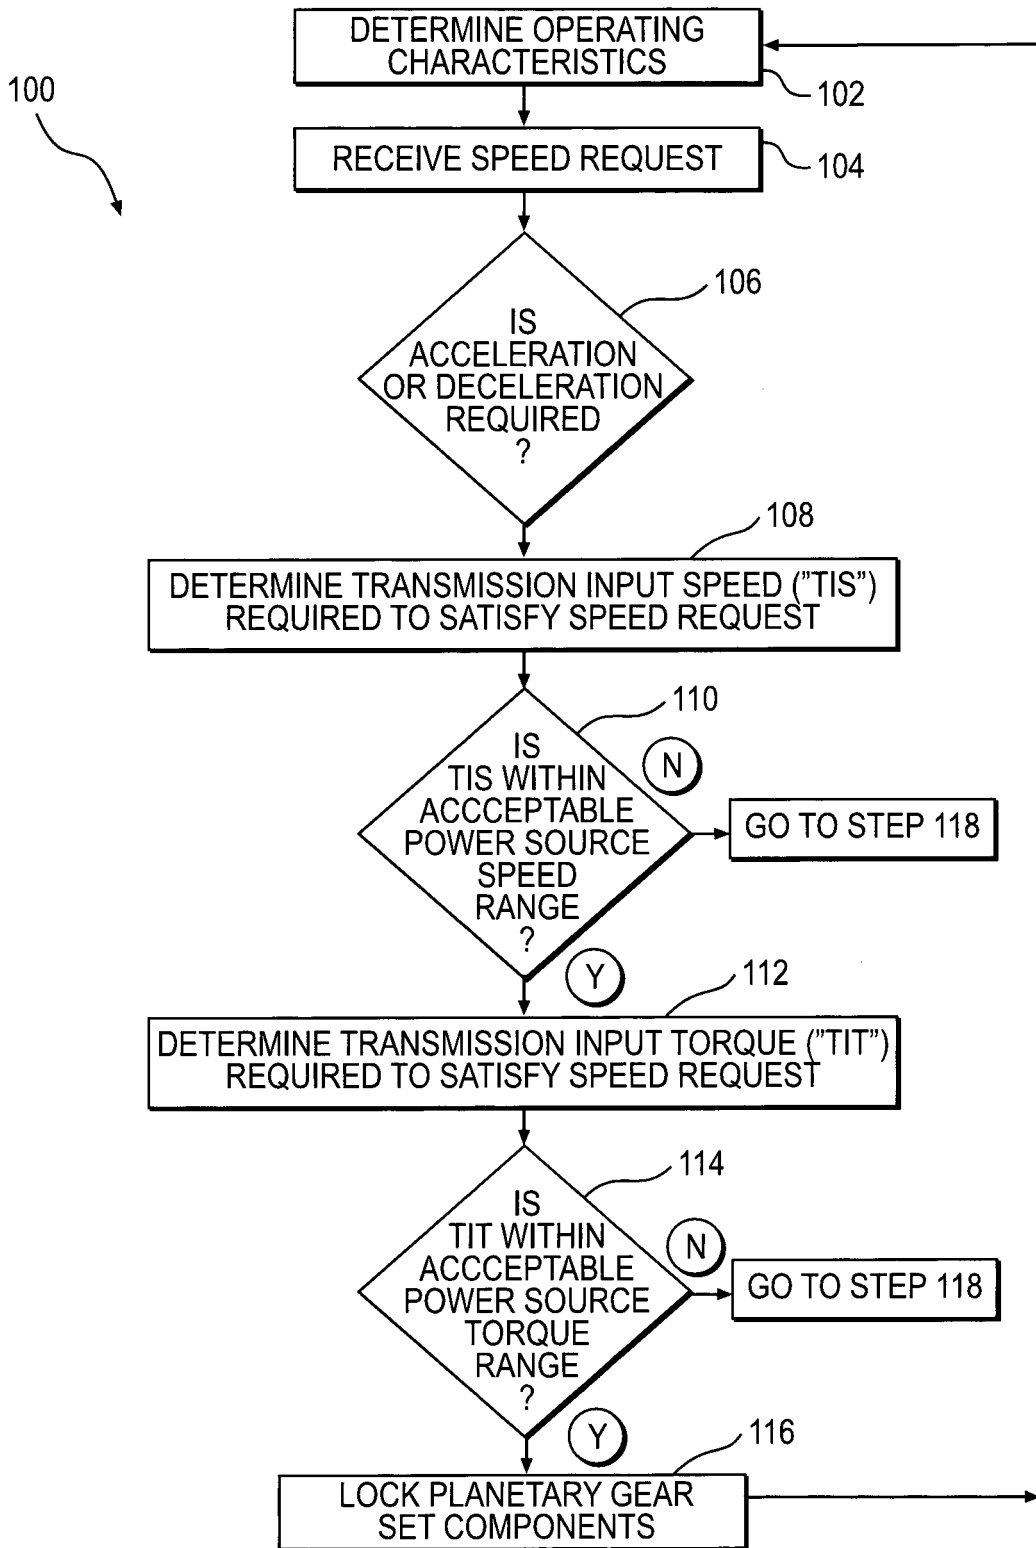 DETERMINE OPERATING
CHARACTERISTICS
102
100
RECEIVE SPEED REQUEST
104
106
IS
ACCELERATION
OR DECELERATION
REQUIRED
?
108
DETERMINE TRANSMISSION INPUT SPEED ("TIS")
REQUIRED TO SATISFY SPEED REQUEST
110
IS
TIS WITHIN
ACCCEPTABLE
POWER SOURCE
SPEED
RANGE
?
N
GO TO STEP 118
Y
112
DETERMINE TRANSMISSION INPUT TORQUE ("TIT")
REQUIRED TO SATISFY SPEED REQUEST
114
IS
TIT WITHIN
ACCCEPTABLE
POWER SOURCE
TORQUE
RANGE
?
N
GO TO STEP 118
Y
116
LOCK PLANETARY GEAR
SET COMPONENTS